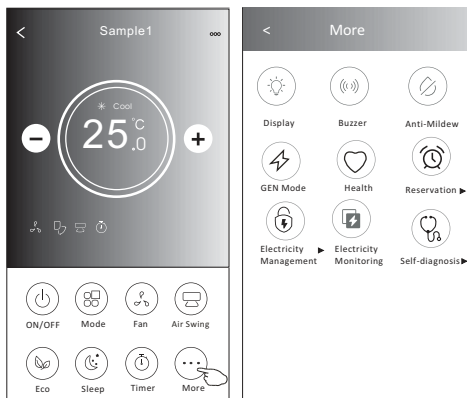 Sample1
Cool
25.0°C
ON/OFF
Mode
Fan
Air Swing
Eco
Sleep
Timer
More
More
Display
Buzzer
Anti-Mildew
GEN Mode
Health
Reservation
Electricity Management
Electricity Monitoring
Self-diagnosis